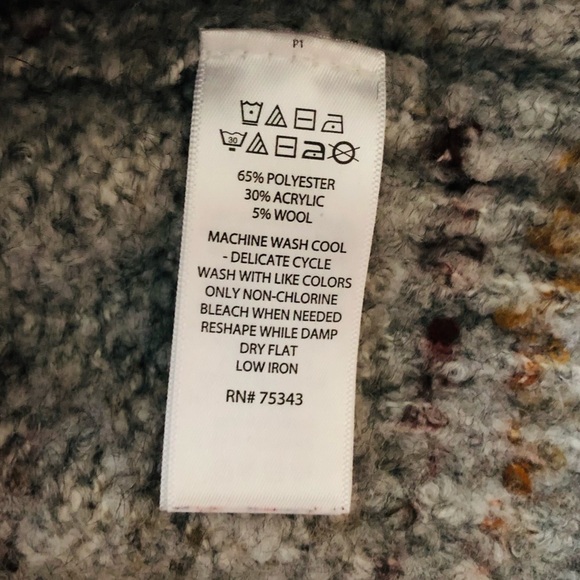 P1
30
65% POLYESTER
30% ACRYLIC
5% WOOL
MACHINE WASH COOL
- DELICATE CYCLE
WASH WITH LIKE COLORS
ONLY NON-CHLORINE
BLEACH WHEN NEEDED
RESHAPE WHILE DAMP
DRY FLAT
LOW IRON
RN# 75343